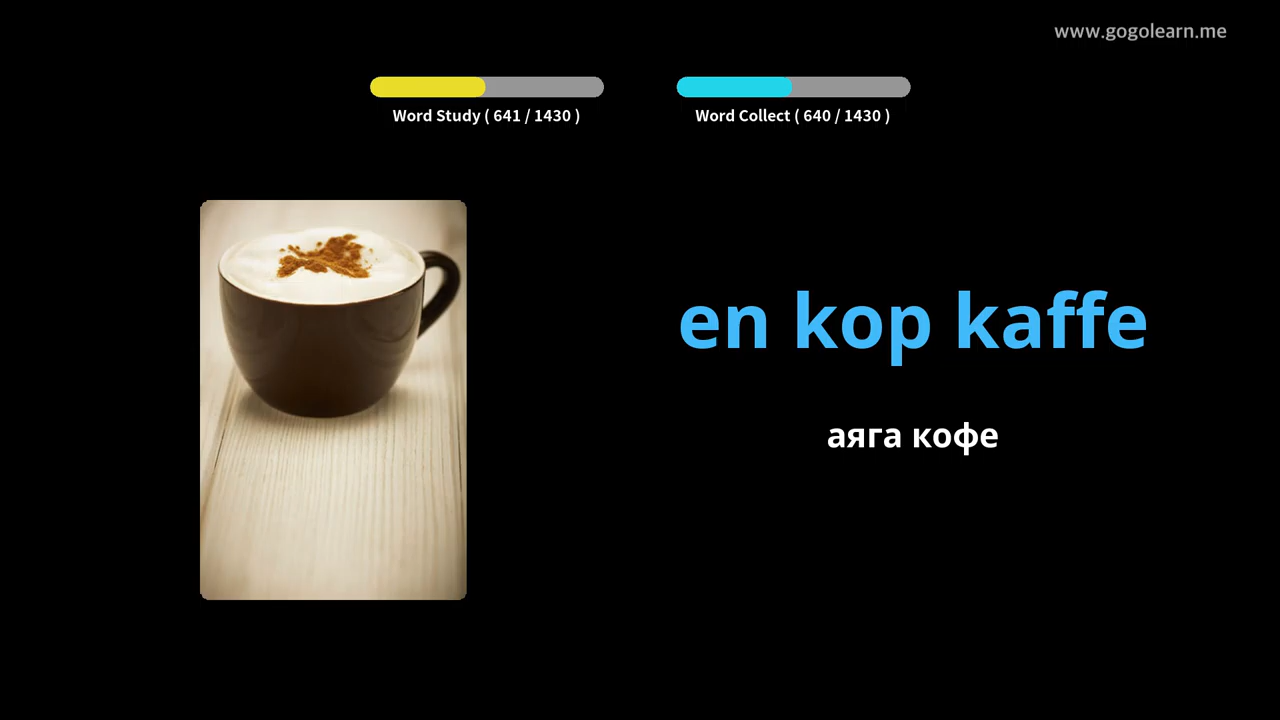 www.gogolearn.me
Word Study ( 641 / 1430 )
Word Collect ( 640 / 1430 )
en kop kaffe
аяга кофе